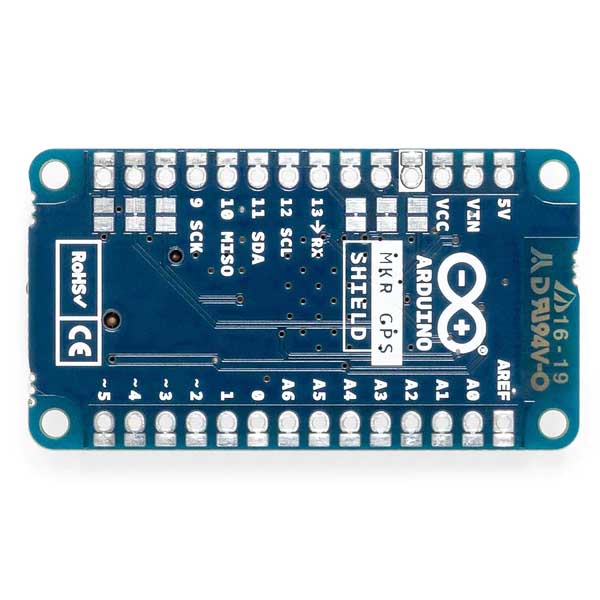 5V
VIN
VCC
13→RX
12 SCL
11 SDA
10 MISO
9 SCK
ARDUINO
©
MKR GPS
SHIELD
RoHS✓
CE
16-19
94V-0
AREF
A0
A1
A2
A3
A4
A5
A6
0
1
~2
~3
~4
~5